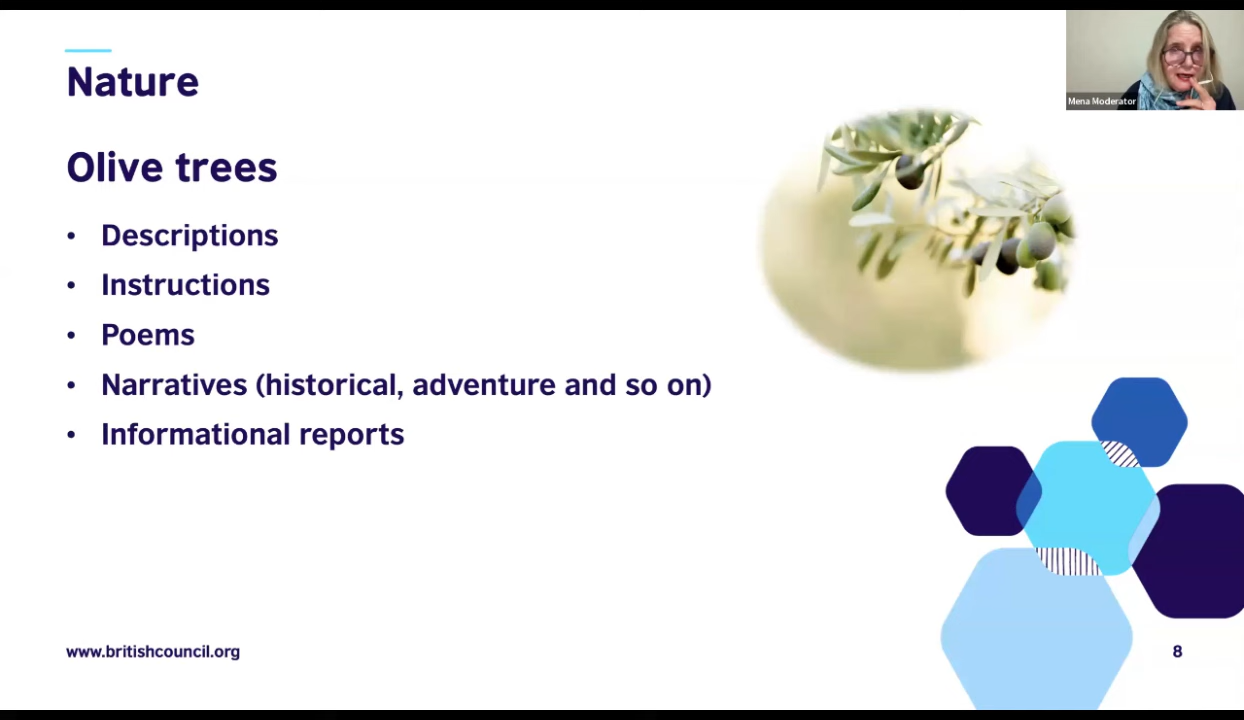 Nature
Olive trees
• Descriptions
• Instructions
• Poems
• Narratives (historical, adventure and so on)
• Informational reports
www.britishcouncil.org
8
Mena Moderator